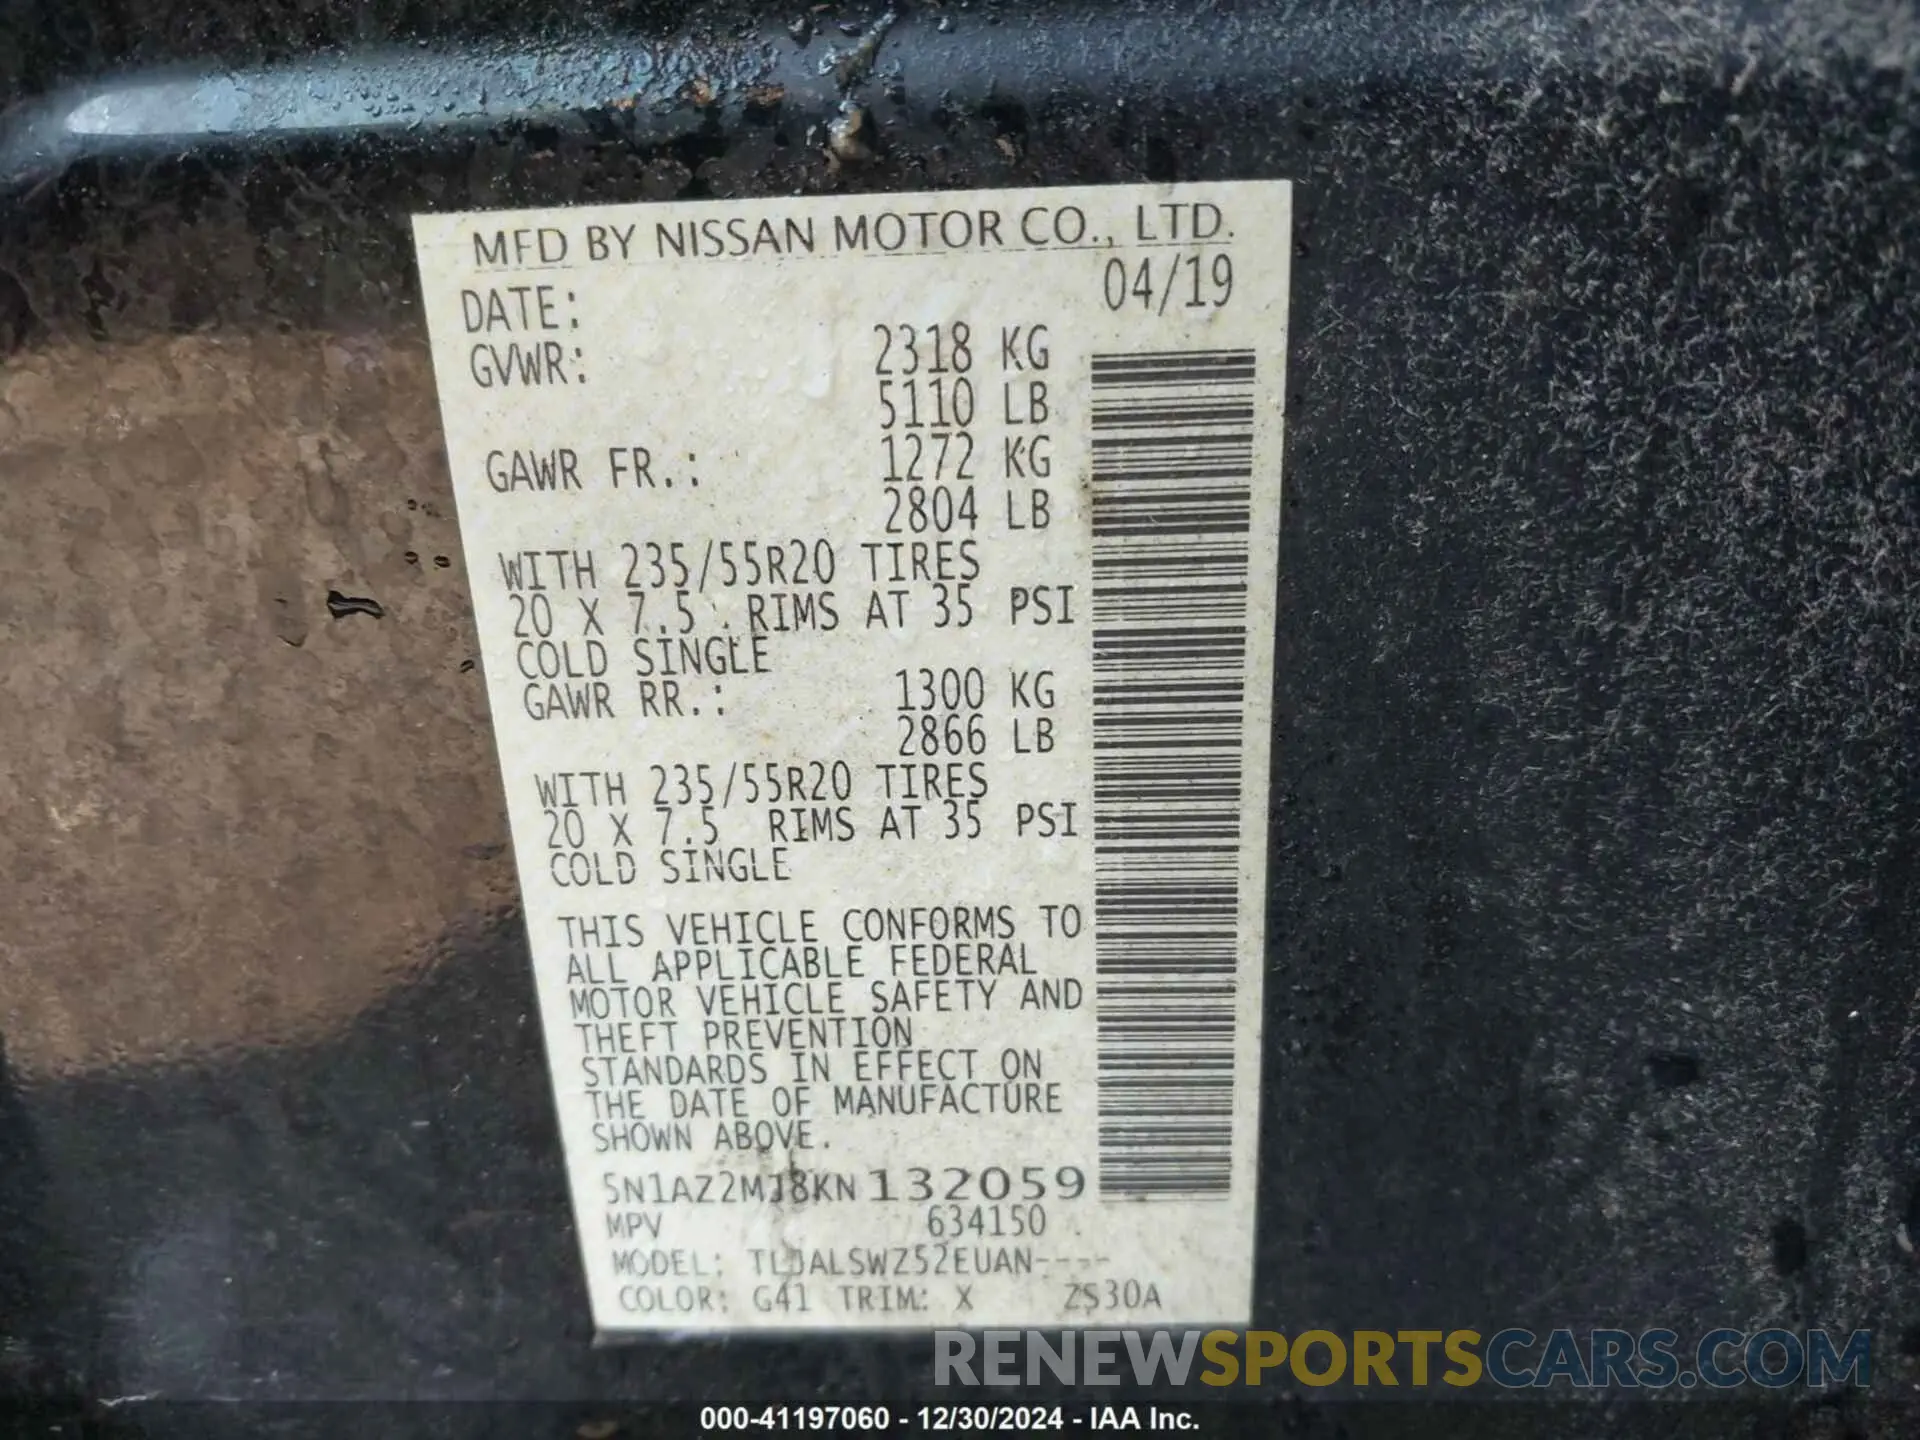 MFD BY NISSAN MOTOR CO., LTD.
DATE: 04/19
GVWR: 2318 KG
5110 LB
GAWR FR.: 1272 KG
2804 LB
WITH 235/55R20 TIRES
20 X 7.5 RIMS AT 35 PSI
COLD SINGLE
GAWR RR.: 1300 KG
2866 LB
WITH 235/55R20 TIRES
20 X 7.5 RIMS AT 35 PSI
COLD SINGLE
THIS VEHICLE CONFORMS TO
ALL APPLICABLE FEDERAL
MOTOR VEHICLE SAFETY AND
THEFT PREVENTION
STANDARDS IN EFFECT ON
THE DATE OF MANUFACTURE
SHOWN ABOVE.
5N1AZ2MJ8KN132059
MPV 634150
MODEL: TLJALSWZ52EUAN----
COLOR: G41 TRIM: X ZS30A
RENEWSPORTSCARS.COM
000-41197060 - 12/30/2024 - IAA Inc.